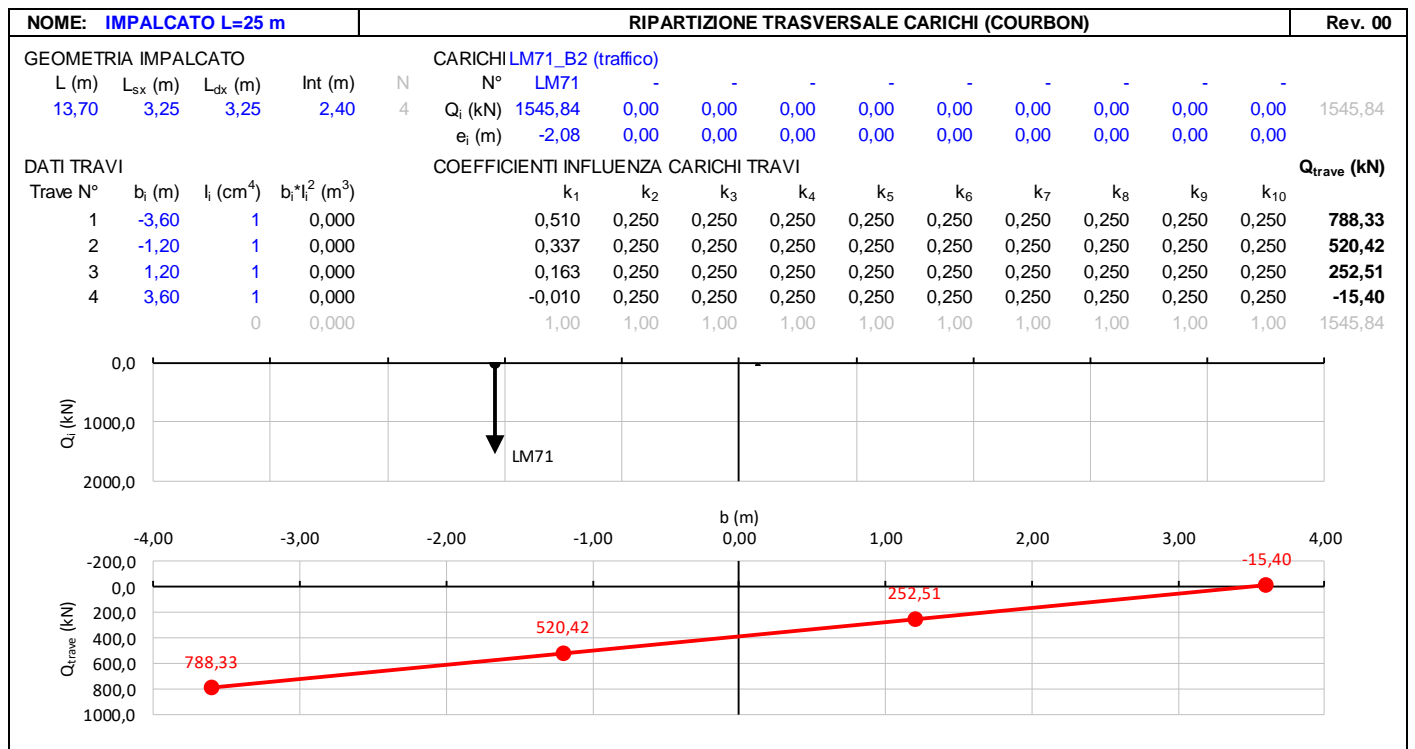 NOME: IMPALCATO L=25 m RIPARTIZIONE TRASVERSALE CARICHI (COURBON) Rev. 00
GEOMETRIA IMPALCATO CARICHI LM71_B2 (traffico)
L (m) Lsx (m) Ldx (m) Int (m) N N° LM71 - - - - - - - - -
13,70 3,25 3,25 2,40 4 Qi (kN) 1545,84 0,00 0,00 0,00 0,00 0,00 0,00 0,00 0,00 0,00 1545,84
ei (m) -2,08 0,00 0,00 0,00 0,00 0,00 0,00 0,00 0,00 0,00
DATI TRAVI COEFFICIENTI INFLUENZA CARICHI TRAVI Qtrave (kN)
Trave N° bi (m) Ii (cm4) bi*Ii2 (m3) k1 k2 k3 k4 k5 k6 k7 k8 k9 k10
1 -3,60 1 0,000 0,510 0,250 0,250 0,250 0,250 0,250 0,250 0,250 0,250 0,250 788,33
2 -1,20 1 0,000 0,337 0,250 0,250 0,250 0,250 0,250 0,250 0,250 0,250 0,250 520,42
3 1,20 1 0,000 0,163 0,250 0,250 0,250 0,250 0,250 0,250 0,250 0,250 0,250 252,51
4 3,60 1 0,000 -0,010 0,250 0,250 0,250 0,250 0,250 0,250 0,250 0,250 0,250 -15,40
0 0,000 1,00 1,00 1,00 1,00 1,00 1,00 1,00 1,00 1,00 1,00 1545,84
0,0
1000,0
2000,0
Qi (kN)
LM71
b (m)
-4,00 -3,00 -2,00 -1,00 0,00 1,00 2,00 3,00 4,00
-200,0
0,0
200,0
400,0
600,0
800,0
1000,0
Qtrave (kN)
788,33
520,42
252,51
-15,40